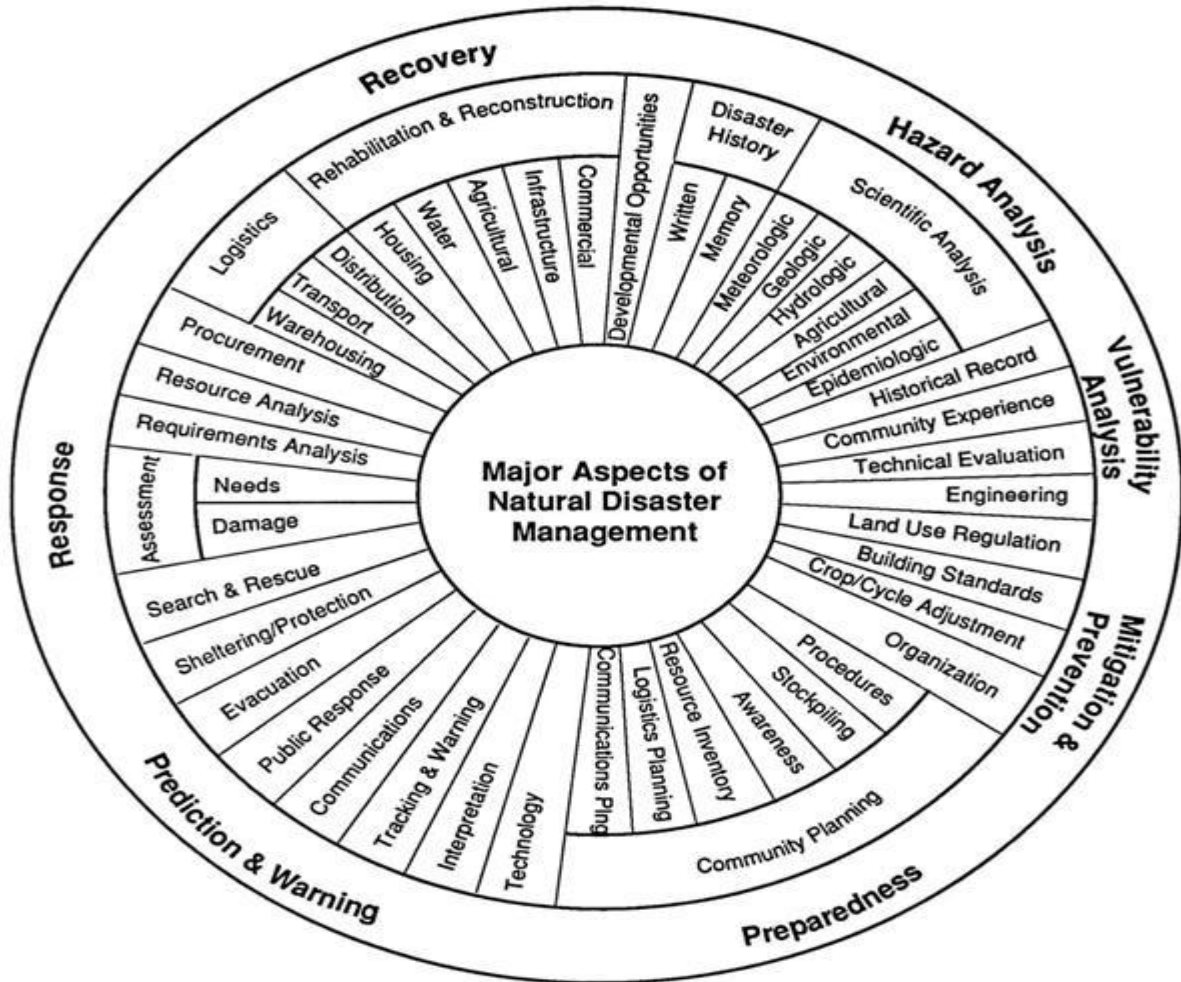 Major Aspects of
Natural Disaster
Management
Recovery
Hazard Analysis
Vulnerability
Analysis
Mitigation &
Prevention
Preparedness
Prediction & Warning
Response
Rehabilitation & Reconstruction
Housing
Water
Agricultural
Infrastructure
Commercial
Developmental Opportunities
Disaster
History
Written
Memory
Scientific Analysis
Meteorologic
Geologic
Hydrologic
Agricultural
Environmental
Epidemiologic
Historical Record
Community Experience
Technical Evaluation
Engineering
Land Use Regulation
Building Standards
Crop/Cycle Adjustment
Organization
Community Planning
Procedures
Stockpiling
Awareness
Resource Inventory
Logistics Planning
Communications Plng
Technology
Interpretation
Tracking & Warning
Communications
Public Response
Evacuation
Sheltering/Protection
Search & Rescue
Assessment
Damage
Needs
Requirements Analysis
Resource Analysis
Procurement
Logistics
Warehousing
Transport
Distribution